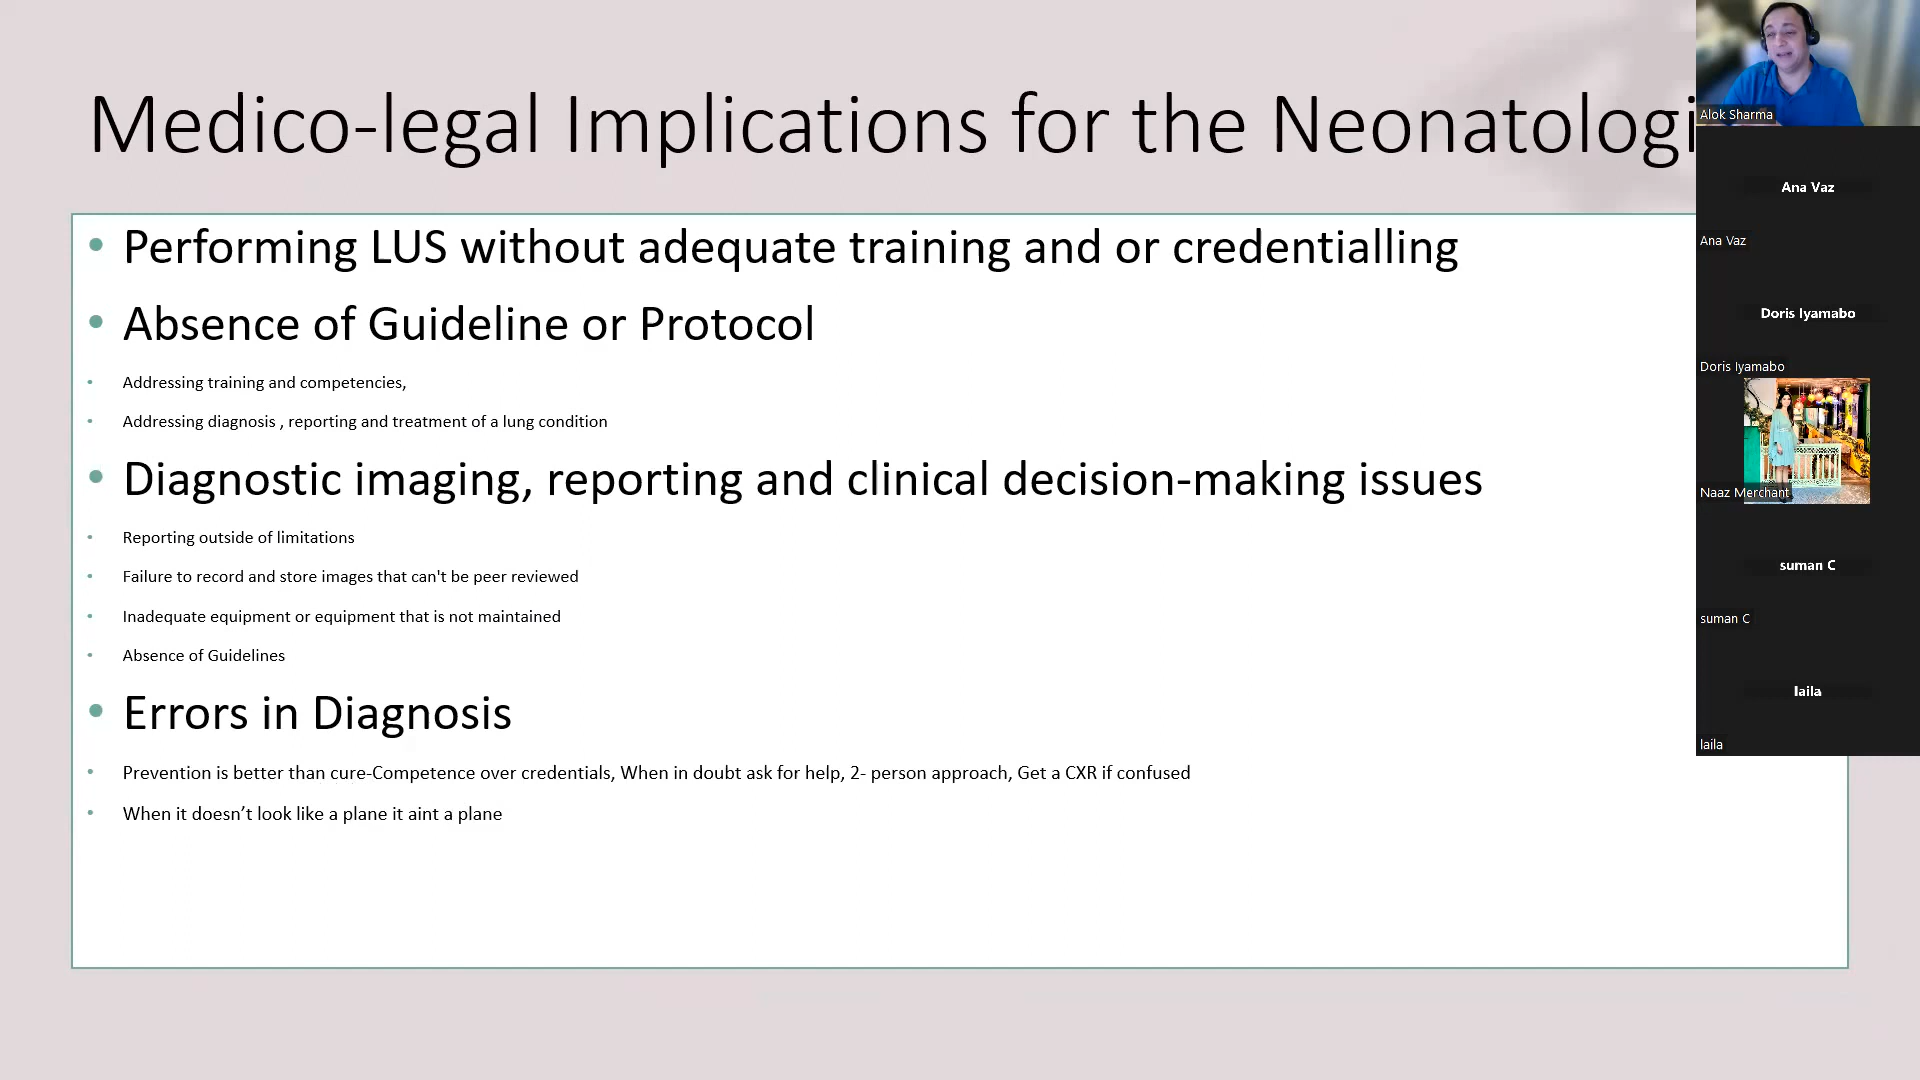 Medico-legal Implications for the Neonatologi
Performing LUS without adequate training and or credentialling
Absence of Guideline or Protocol
Addressing training and competencies,
Addressing diagnosis , reporting and treatment of a lung condition
Diagnostic imaging, reporting and clinical decision-making issues
Reporting outside of limitations
Failure to record and store images that can't be peer reviewed
Inadequate equipment or equipment that is not maintained
Absence of Guidelines
Errors in Diagnosis
Prevention is better than cure-Competence over credentials, When in doubt ask for help, 2- person approach, Get a CXR if confused
When it doesn’t look like a plane it aint a plane
Alok Sharma
Ana Vaz
Ana Vaz
Doris Iyamabo
Doris Iyamabo
Naaz Merchant
suman C
suman C
laila
laila